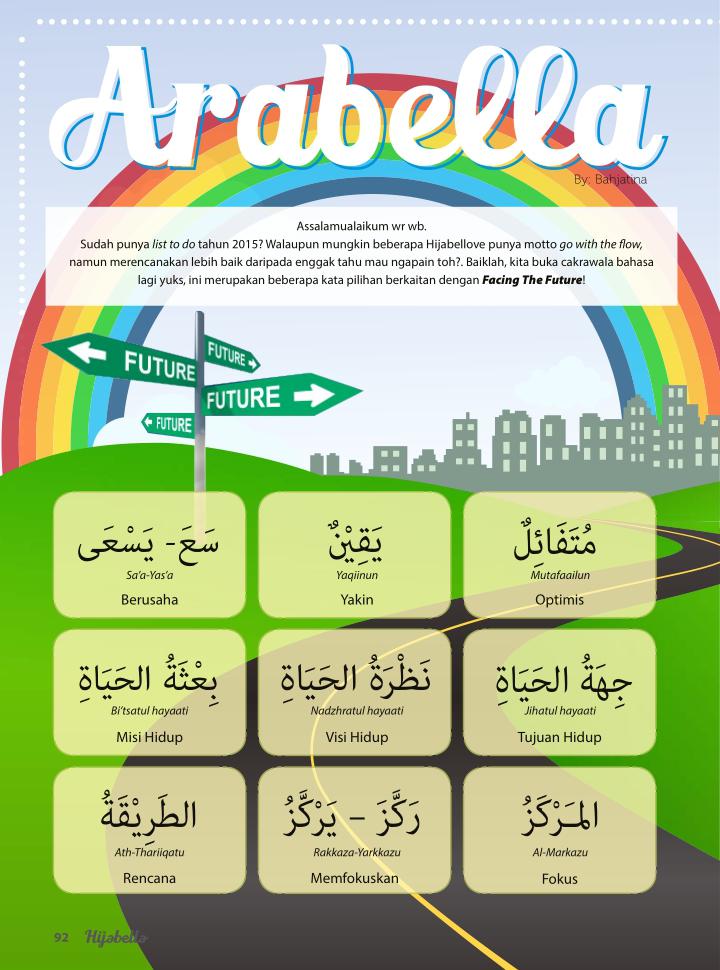 Arabella
By: Bahjatina
Assalamualaikum wr wb.
Sudah punya list to do tahun 2015? Walaupun mungkin beberapa Hijabellove punya motto go with the flow,
namun merencanakan lebih baik daripada enggak tahu mau ngapain toh?. Baiklah, kita buka cakrawala bahasa
lagi yuks, ini merupakan beberapa kata pilihan berkaitan dengan Facing The Future!
FUTURE
FUTURE
FUTURE
FUTURE
سَعَ- يَسْعَى
Sa'a-Yas'a
Berusaha
يَقِيْنٌ
Yaqiinun
Yakin
مُتَفَائِلٌ
Mutafaailun
Optimis
بِعْثَةُ الحَيَاةِ
Bi'tsatul hayaati
Misi Hidup
نَظْرَةُ الحَيَاةِ
Nadzhratul hayaati
Visi Hidup
جِهَةُ الحَيَاةِ
Jihatul hayaati
Tujuan Hidup
الطَرِيْقَةُ
Ath-Thariiqatu
Rencana
رَكَّزَ – يَرْكَّزُ
Rakkaza-Yarkkazu
Memfokuskan
المَـرْكَزُ
Al-Markazu
Fokus
92 Hijabella